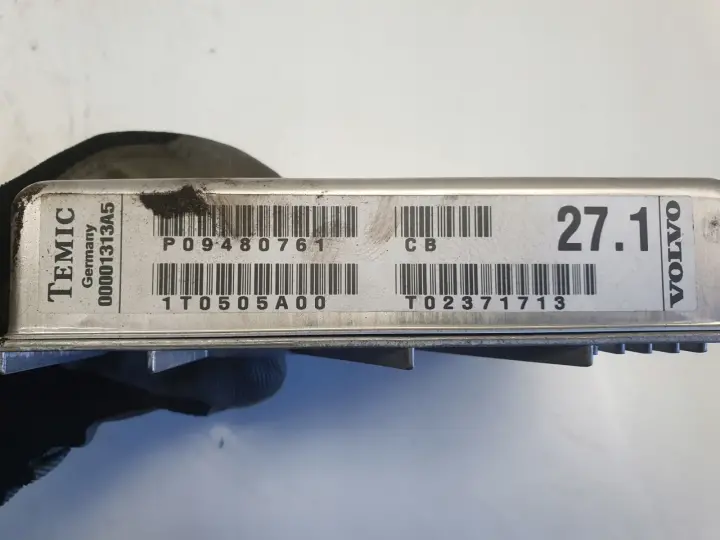 TEMIC
Germany
00001313A5
P09480761
CB
27.1
1T0505A00
T02371713
VOLVO